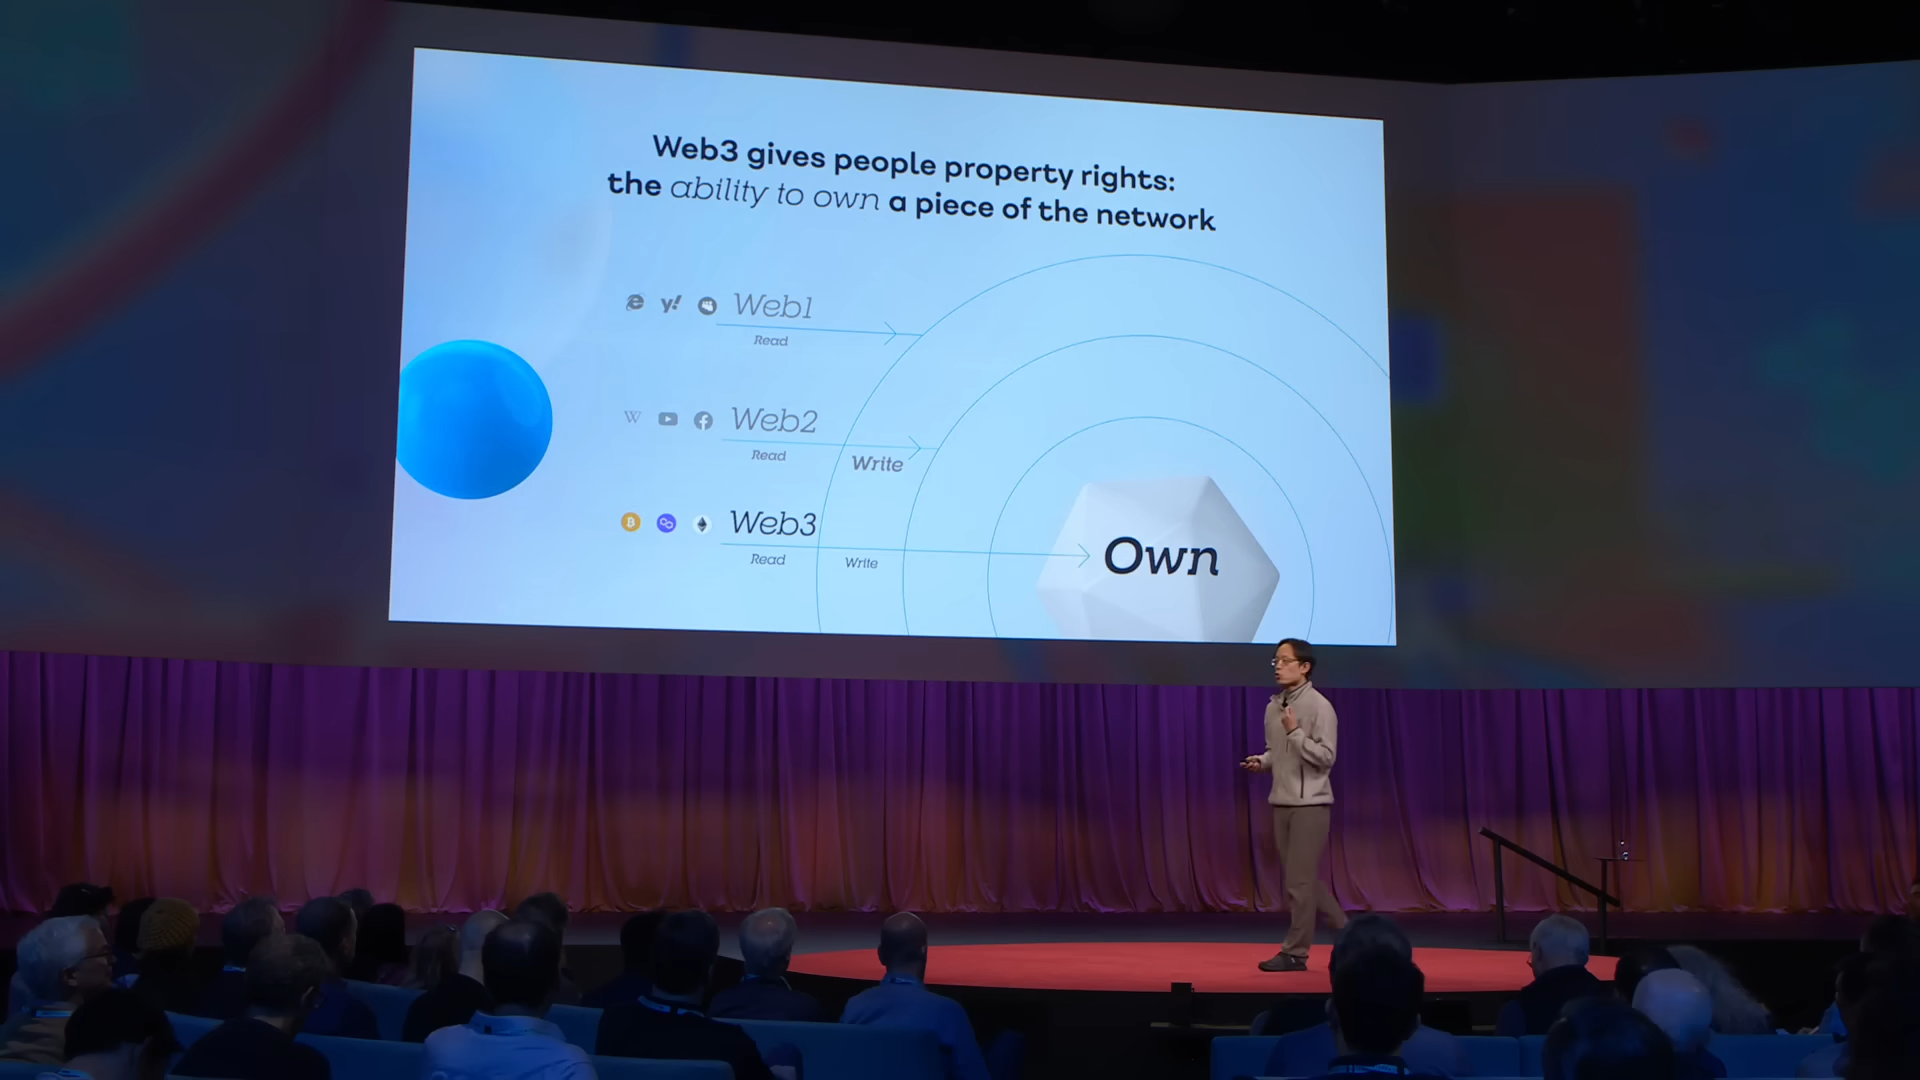 Web3 gives people property rights:
the ability to own a piece of the network
y! Web1
Read
W Web2
Read Write
Web3
Read Write
Own